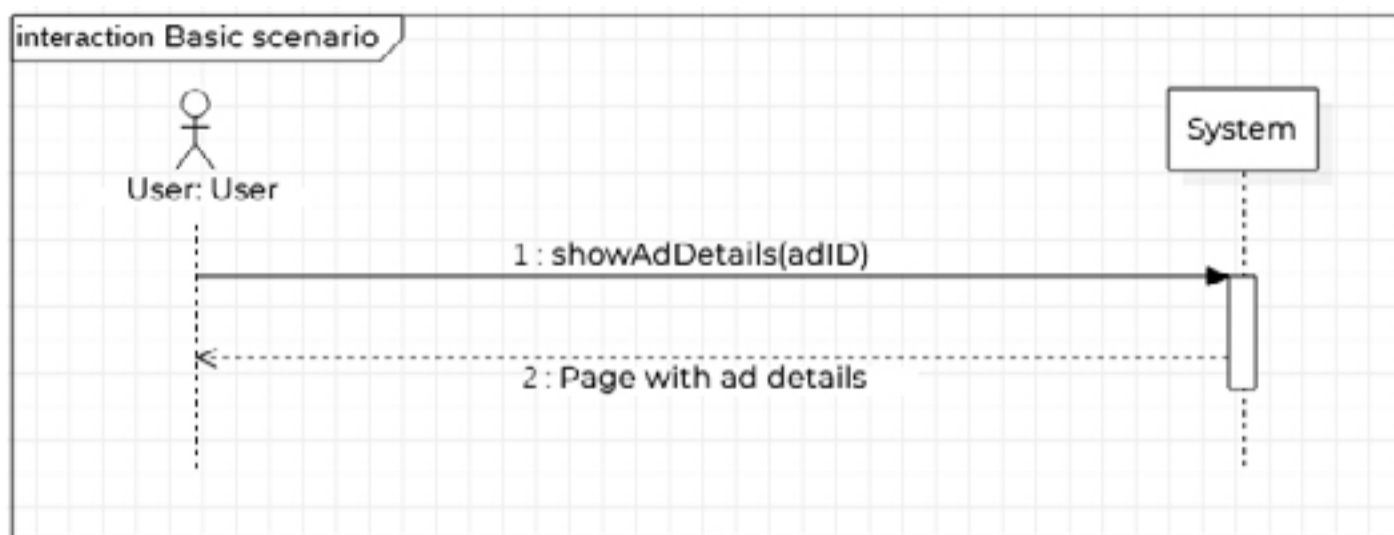 interaction Basic scenario
System
User: User
1 : showAdDetails(adID)
2 : Page with ad details